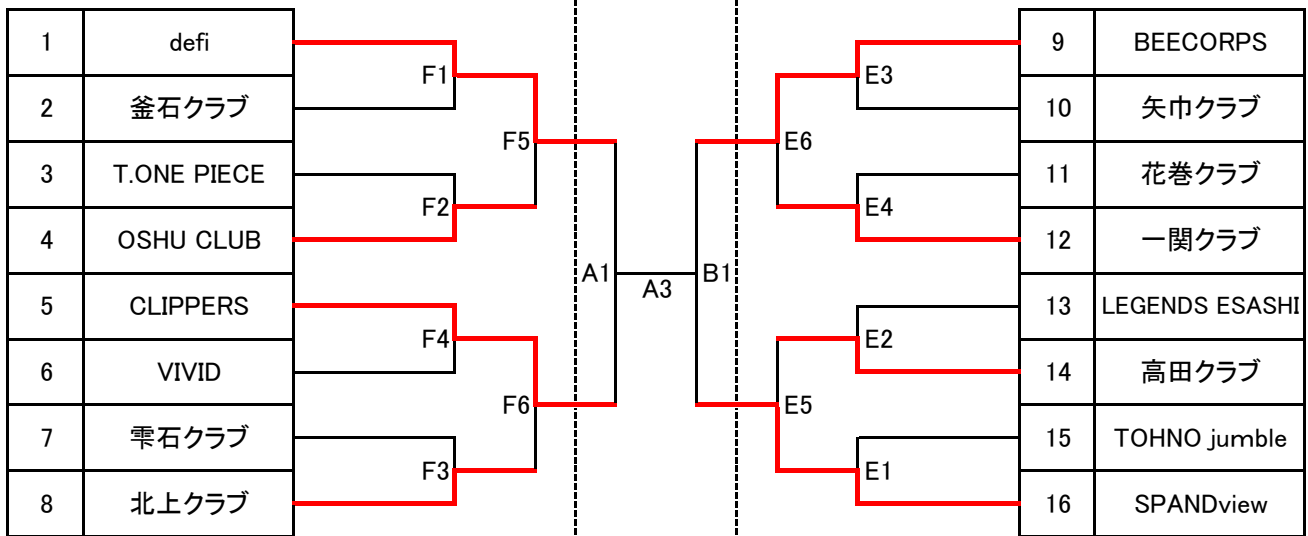 1 defi
2 釜石クラブ
3 T.ONE PIECE
4 OSHU CLUB
5 CLIPPERS
6 VIVID
7 雫石クラブ
8 北上クラブ
F1
F2
F4
F3
F5
F6
A1
A3
B1
E6
E5
E3
E4
E2
E1
9 BEECORPS
10 矢巾クラブ
11 花巻クラブ
12 一関クラブ
13 LEGENDS ESASHI
14 高田クラブ
15 TOHNO jumble
16 SPANDview